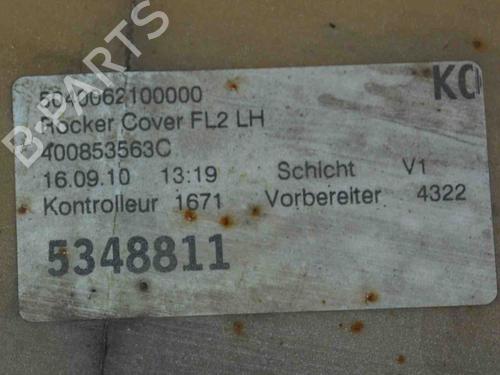 B-PARTS
5040062100000
KC
Rocker Cover FL2 LH
400853563C
16.09.10 13:19 Schicht V1
Kontrolleur 1671 Vorbereiter 4322
5348811